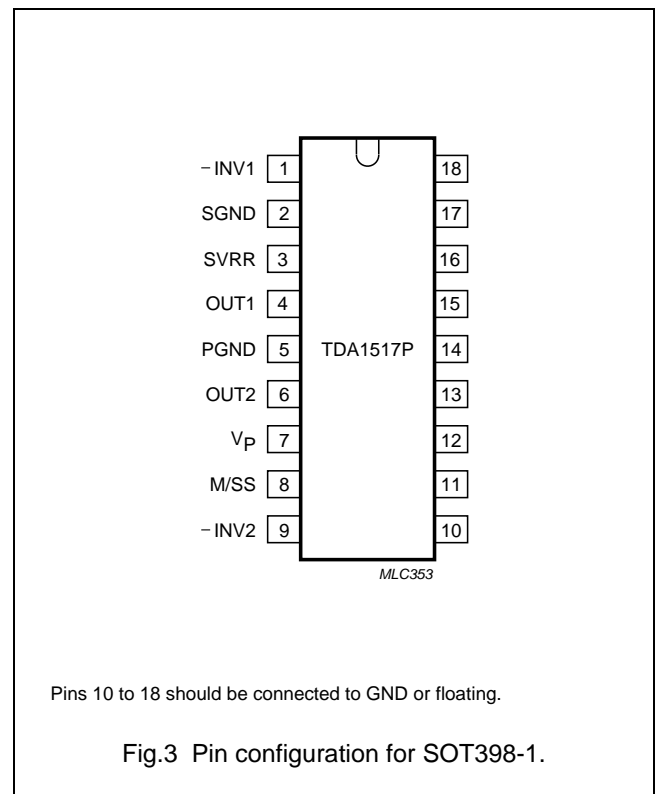 −INV1 1 18
SGND 2 17
SVRR 3 16
OUT1 4 15
PGND 5 TDA1517P 14
OUT2 6 13
VP 7 12
M/SS 8 11
−INV2 9 10
MLC353
Pins 10 to 18 should be connected to GND or floating.
Fig.3 Pin configuration for SOT398-1.